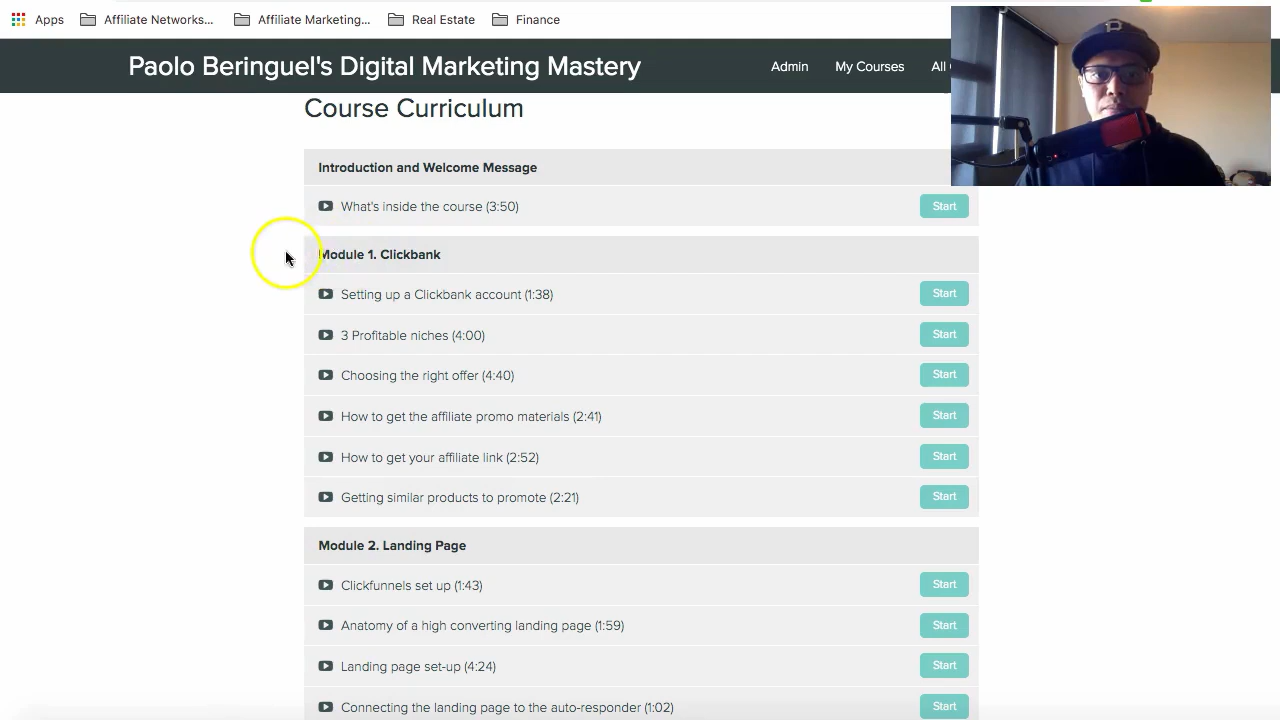 Apps Affiliate Networks... Affiliate Marketing... Real Estate Finance
Paolo Beringuel's Digital Marketing Mastery Admin My Courses All
Course Curriculum
Introduction and Welcome Message
What's inside the course (3:50) Start
Module 1. Clickbank
Setting up a Clickbank account (1:38) Start
3 Profitable niches (4:00) Start
Choosing the right offer (4:40) Start
How to get the affiliate promo materials (2:41) Start
How to get your affiliate link (2:52) Start
Getting similar products to promote (2:21) Start
Module 2. Landing Page
Clickfunnels set up (1:43) Start
Anatomy of a high converting landing page (1:59) Start
Landing page set-up (4:24) Start
Connecting the landing page to the auto-responder (1:02) Start